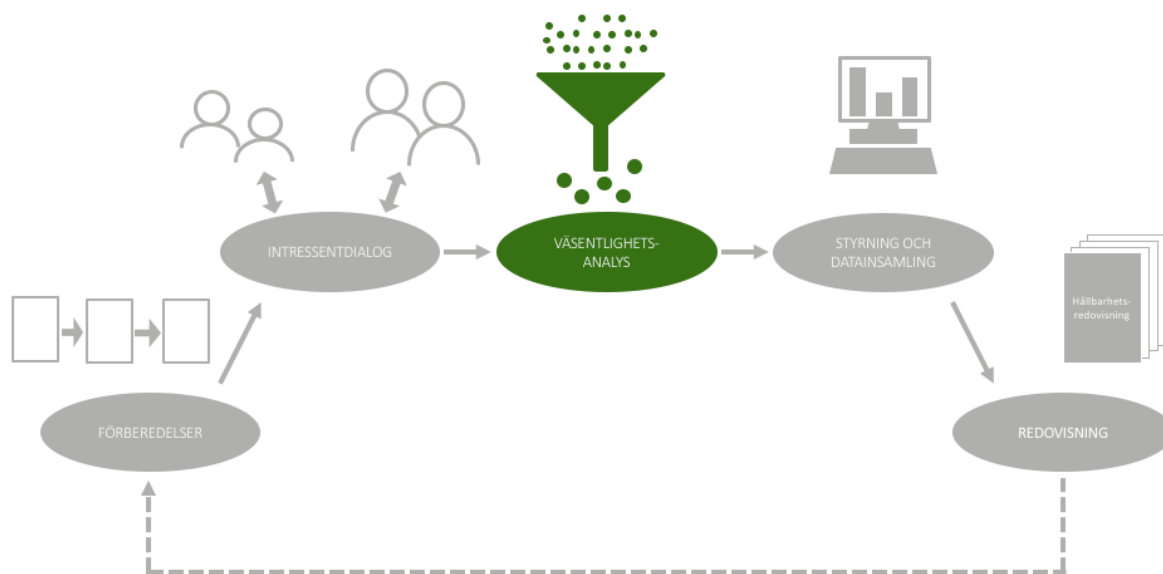 INTRESSENTDIALOG
VÄSENTLIGHETS-
ANALYS
STYRNING OCH
DATAINSAMLING
Hållbarhets-
redovisning
FÖRBEREDELSER
REDOVISNING